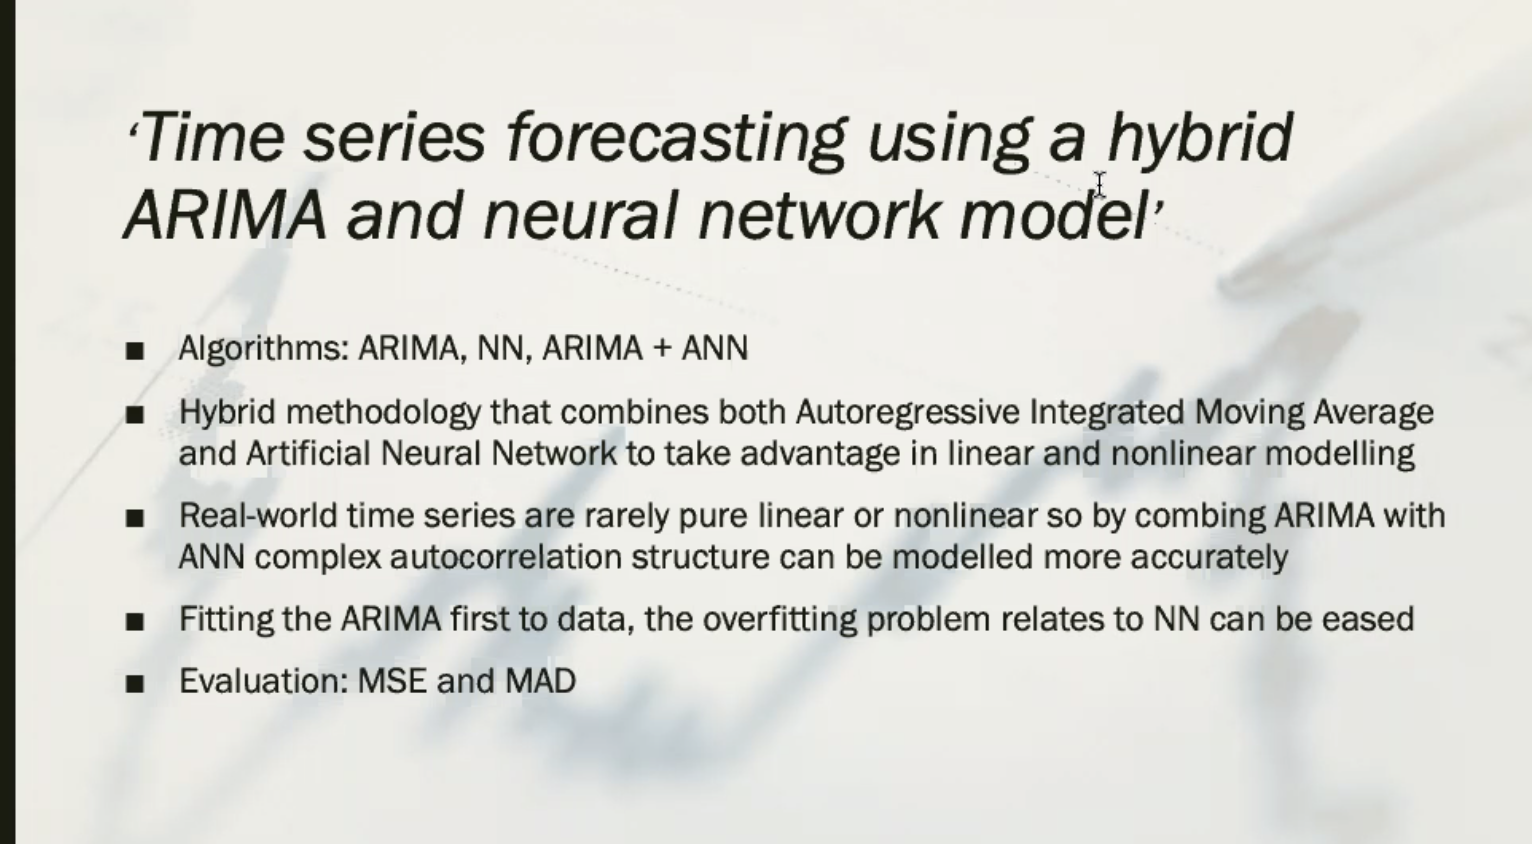 ‘Time series forecasting using a hybrid
ARIMA and neural network model’
■ Algorithms: ARIMA, NN, ARIMA + ANN
■ Hybrid methodology that combines both Autoregressive Integrated Moving Average
and Artificial Neural Network to take advantage in linear and nonlinear modelling
■ Real-world time series are rarely pure linear or nonlinear so by combing ARIMA with
ANN complex autocorrelation structure can be modelled more accurately
■ Fitting the ARIMA first to data, the overfitting problem relates to NN can be eased
■ Evaluation: MSE and MAD